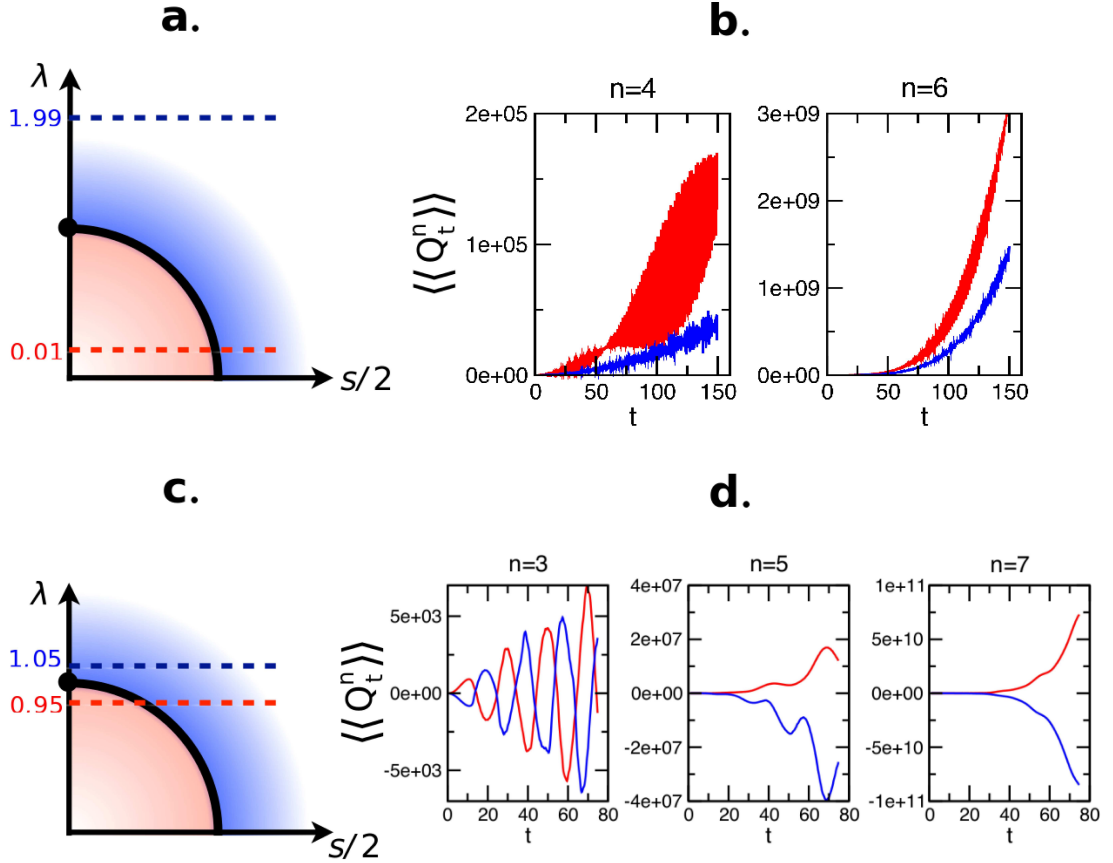 a.
λ
1.99
0.01
s/2
b.
n=4
n=6
⟨⟨Q_t^n⟩⟩
2e+05
1e+05
0e+00
0 50 100 150
t
3e+09
2e+09
1e+09
0e+00
0 50 100 150
t
c.
λ
1.05
0.95
s/2
d.
n=3
n=5
n=7
⟨⟨Q_t^n⟩⟩
5e+03
0e+00
-5e+03
0 20 40 60 80
t
4e+07
2e+07
0e+00
-2e+07
-4e+07
0 20 40 60 80
t
1e+11
5e+10
0e+00
-5e+10
-1e+11
0 20 40 60 80
t